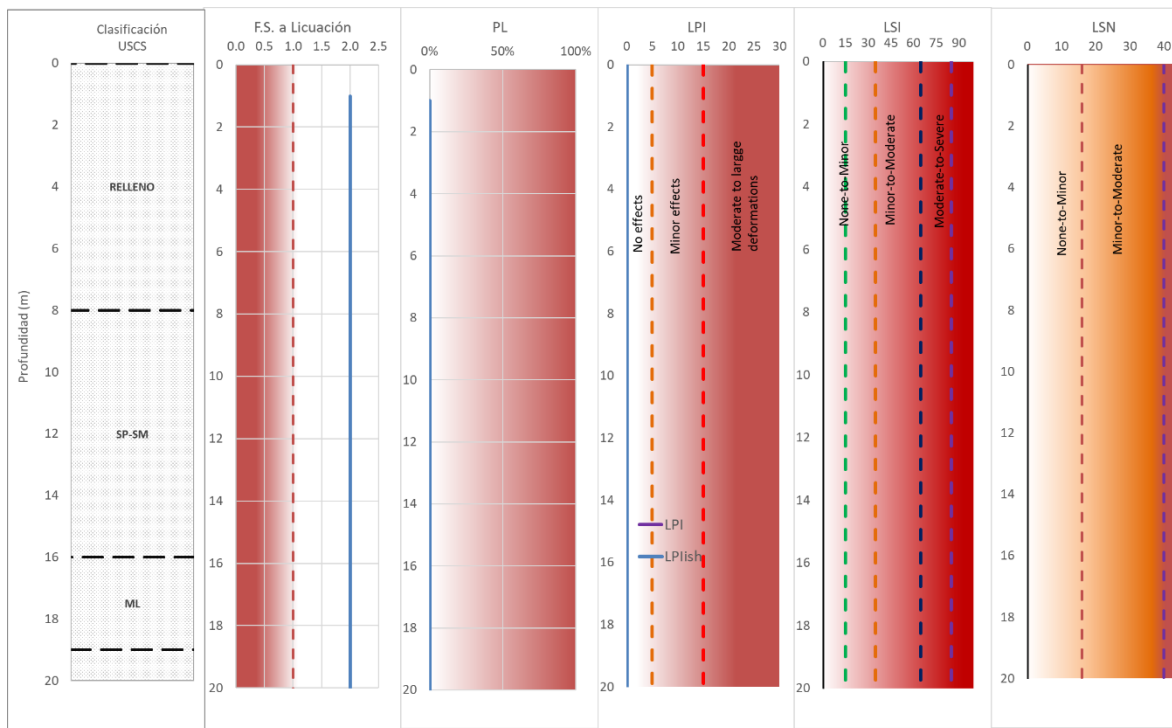 Clasificación
USCS
F.S. a Licuación
PL
LPI
LSI
LSN
0.0 0.5 1.0 1.5 2.0 2.5
0% 50% 100%
0 5 10 15 20 25 30
0 15 30 45 60 75 90
0 10 20 30 40
Profundidad (m)
0
2
4
6
8
10
12
14
16
18
20
RELLENO
SP-SM
ML
0
2
4
6
8
10
12
14
16
18
20
0
2
4
6
8
10
12
14
16
18
20
0
2
4
6
8
10
12
14
16
18
20
No effects
Minor effects
Moderate to largge
deformations
LPI
LPIish
0
2
4
6
8
10
12
14
16
18
20
None-to-Minor
Minor-to-Moderate
Moderate-to-Severe
0
2
4
6
8
10
12
14
16
18
20
None-to-Minor
Minor-to-Moderate